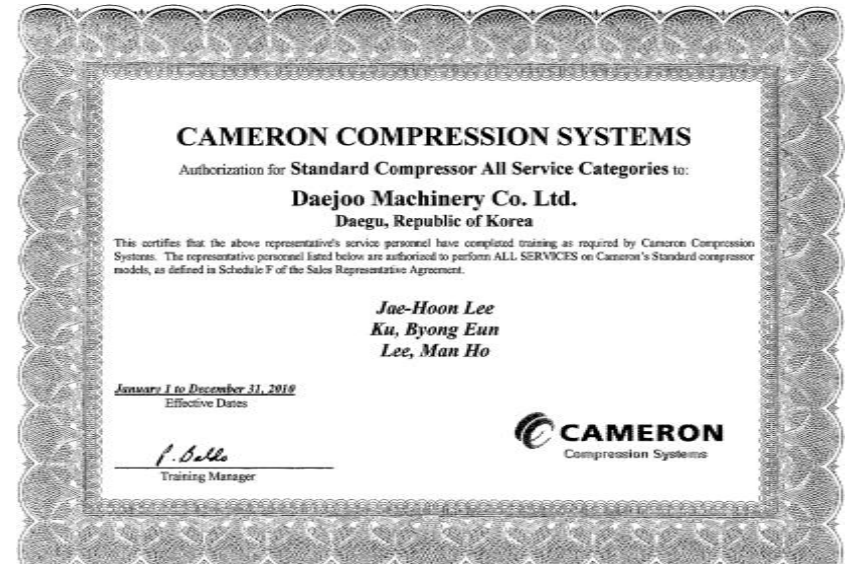 CAMERON COMPRESSION SYSTEMS
Authorization for Standard Compressor All Service Categories to:
Daejoo Machinery Co. Ltd.
Daegu, Republic of Korea
This certifies that the above representative's service personnel have completed training as required by Cameron Compression
Systems. The representative personnel listed below are authorized to perform ALL SERVICES on Cameron's Standard compressor
models, as defined in Schedule F of the Sales Representative Agreement.
Jae-Hoon Lee
Ku, Byong Eun
Lee, Man Ho
January 1 to December 31, 2010
Effective Dates
CAMERON
Compression Systems
Training Manager